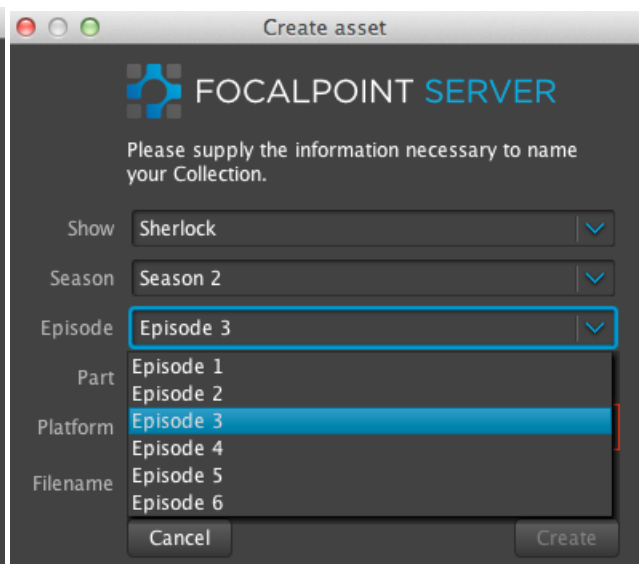 Create asset
FOCALPOINT SERVER
Please supply the information necessary to name
your Collection.
Show Sherlock
Season Season 2
Episode Episode 3
Part Episode 1
Episode 2
Platform Episode 3
Episode 4
Filename Episode 5
Episode 6
Cancel Create